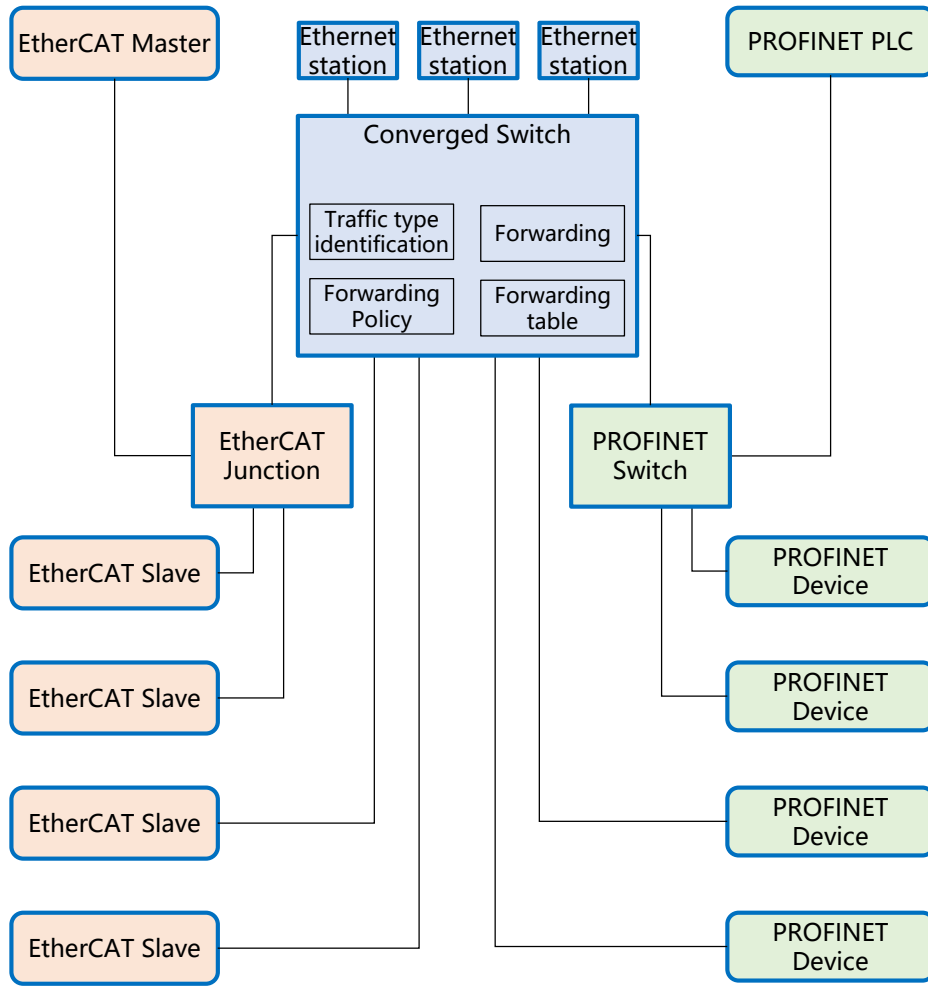 EtherCAT Master
Ethernet
station
Ethernet
station
Ethernet
station
PROFINET PLC
Converged Switch
Traffic type
identification
Forwarding
Forwarding
Policy
Forwarding
table
EtherCAT
Junction
PROFINET
Switch
EtherCAT Slave
PROFINET
Device
EtherCAT Slave
PROFINET
Device
EtherCAT Slave
PROFINET
Device
EtherCAT Slave
PROFINET
Device